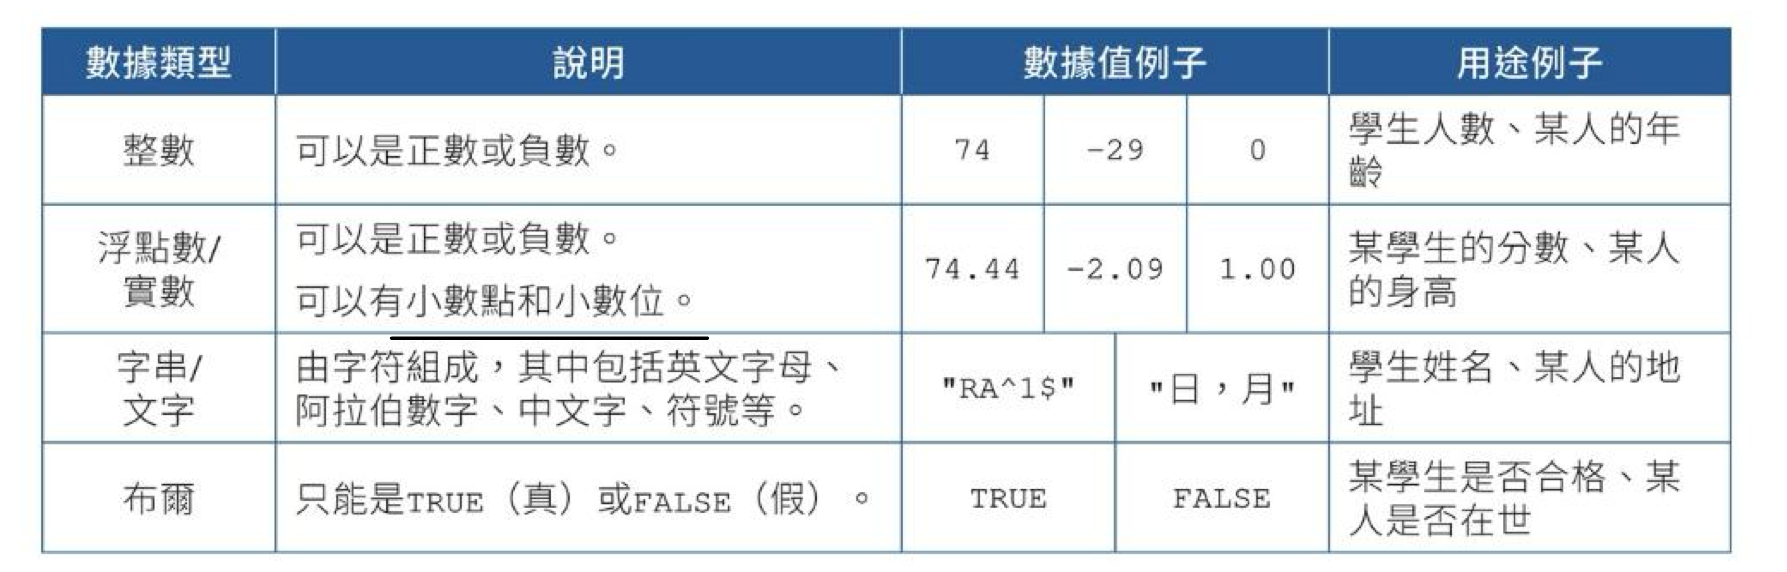 數據類型 說明 數據值例子 用途例子
整數 可以是正數或負數。 74 -29 0 學生人數、某人的年
齡
浮點數/
實數
可以是正數或負數。
可以有小數點和小數位。
74.44 -2.09 1.00
某學生的分數、某人
的身高
字串/
文字
由字符組成,其中包括英文字母、
阿拉伯數字、中文字、符號等。
"RA^1$" "日,月"
學生姓名、某人的地
址
布爾 只能是TRUE(真)或FALSE(假)。 TRUE FALSE
某學生是否合格、某
人是否在世